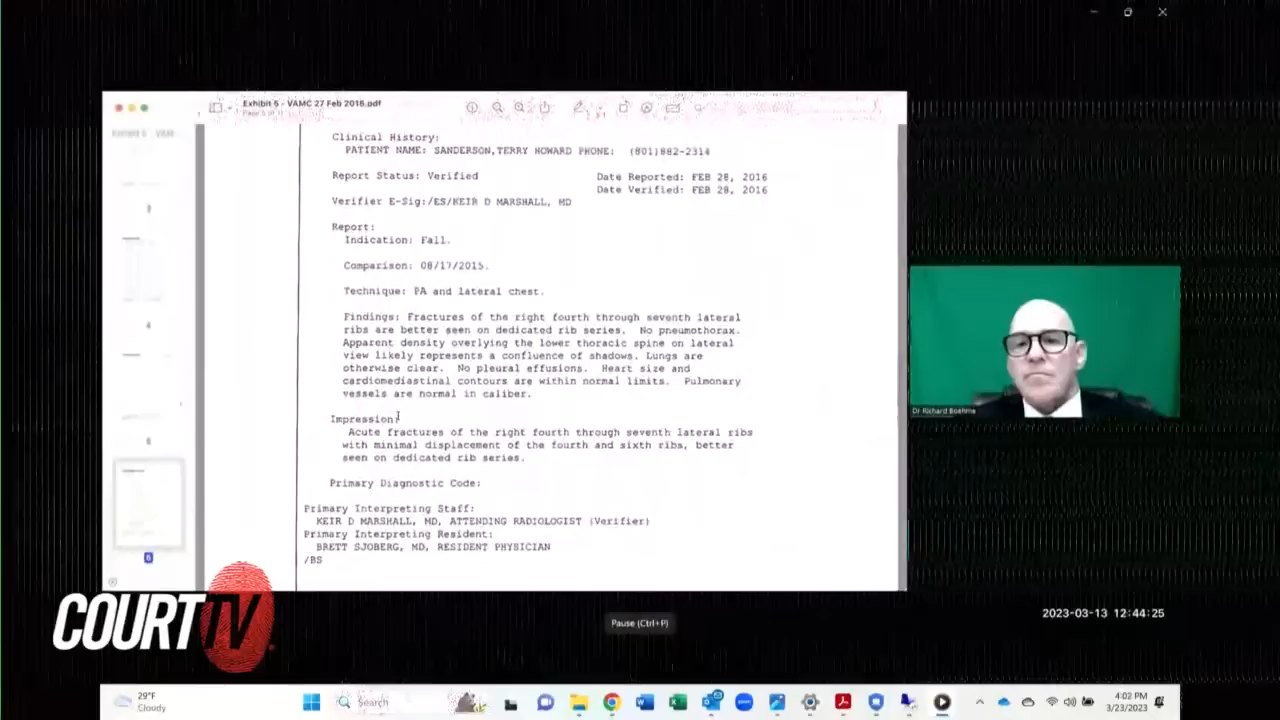 Exhibit 6 - VAMC 27 Feb 2016.pdf
Clinical History:
PATIENT NAME: SANDERSON,TERRY HOWARD PHONE: (801)882-2314
Report Status: Verified
Date Reported: FEB 28, 2016
Date Verified: FEB 28, 2016
Verifier E-Sig:/ES/KEIR D MARSHALL, MD
Report:
Indication: Fall.
Comparison: 08/17/2015.
Technique: PA and lateral chest.
Findings: Fractures of the right fourth through seventh lateral
ribs are better seen on dedicated rib series. No pneumothorax.
Apparent density overlying the lower thoracic spine on lateral
view likely represents a confluence of shadows. Lungs are
otherwise clear. No pleural effusions. Heart size and
cardiomediastinal contours are within normal limits. Pulmonary
vessels are normal in caliber.
Impression:
Acute fractures of the right fourth through seventh lateral ribs
with minimal displacement of the fourth and sixth ribs, better
seen on dedicated rib series.
Primary Diagnostic Code:
Primary Interpreting Staff:
KEIR D MARSHALL, MD, ATTENDING RADIOLOGIST (Verifier)
Primary Interpreting Resident:
BRETT SJOBERG, MD, RESIDENT PHYSICIAN
/BS
Dr Richard Boehme
COURT TV
Pause (Ctrl+P)
2023-03-13 12:44:25
29°F
Cloudy
Search
4:02 PM
3/23/2023